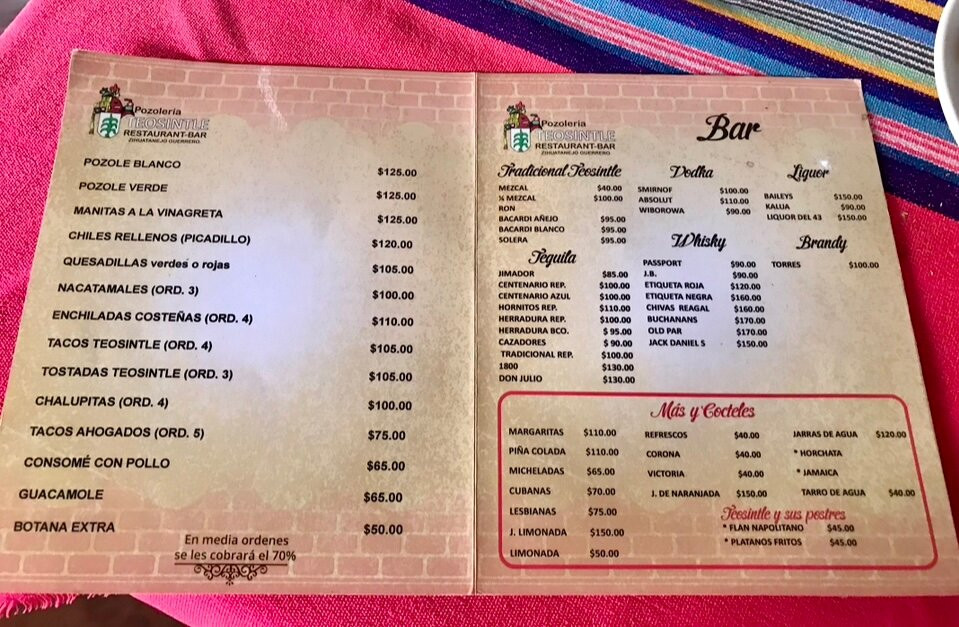 Pozoleria
TEOSINTLE
RESTAURANT-BAR
ZIHUATANEJO GUERRERO.
POZOLE BLANCO $125.00
POZOLE VERDE $125.00
MANITAS A LA VINAGRETA $125.00
CHILES RELLENOS (PICADILLO) $120.00
QUESADILLAS verdes o rojas $105.00
NACATAMALES (ORD. 3) $100.00
ENCHILADAS COSTEÑAS (ORD. 4) $110.00
TACOS TEOSINTLE (ORD. 4) $105.00
TOSTADAS TEOSINTLE (ORD. 3) $105.00
CHALUPITAS (ORD. 4) $100.00
TACOS AHOGADOS (ORD. 5) $75.00
CONSOMÉ CON POLLO $65.00
GUACAMOLE $65.00
BOTANA EXTRA $50.00
En media ordenes
se les cobrará el 70%
Pozoleria
TEOSINTLE
RESTAURANT-BAR
ZIHUATANEJO GUERRERO.
Bar
Tradicional Teosintle
MEZCAL $40.00
½ MEZCAL $100.00
RON
BACARDI AÑEJO $95.00
BACARDI BLANCO $95.00
SOLERA $95.00
Tequila
JIMADOR $85.00
CENTENARIO REP. $100.00
CENTENARIO AZUL $100.00
HORNITOS REP. $110.00
HERRADURA REP. $100.00
HERRADURA BCO. $ 95.00
CAZADORES $ 90.00
TRADICIONAL REP. $100.00
1800 $130.00
DON JULIO $130.00
Vodka
SMIRNOF $100.00
ABSOLUT $110.00
WIBOROWA $90.00
Whisky
PASSPORT $90.00
J.B. $90.00
ETIQUETA ROJA $120.00
ETIQUETA NEGRA $160.00
CHIVAS REAGAL $160.00
BUCHANANS $170.00
OLD PAR $170.00
JACK DANIEL S $150.00
Liquor
BAILEYS $150.00
KALUA $90.00
LIQUOR DEL 43 $150.00
Brandy
TORRES $100.00
Más y Cocteles
MARGARITAS $110.00
PIÑA COLADA $110.00
MICHELADAS $65.00
CUBANAS $70.00
LESBIANAS $75.00
J. LIMONADA $150.00
LIMONADA $50.00
REFRESCOS $40.00
CORONA $40.00
VICTORIA $40.00
J. DE NARANJADA $150.00
JARRAS DE AGUA $120.00
* HORCHATA
* JAMAICA
TARRO DE AGUA $40.00
Teosintle y sus postres
* FLAN NAPOLITANO $45.00
* PLATANOS FRITOS $45.00